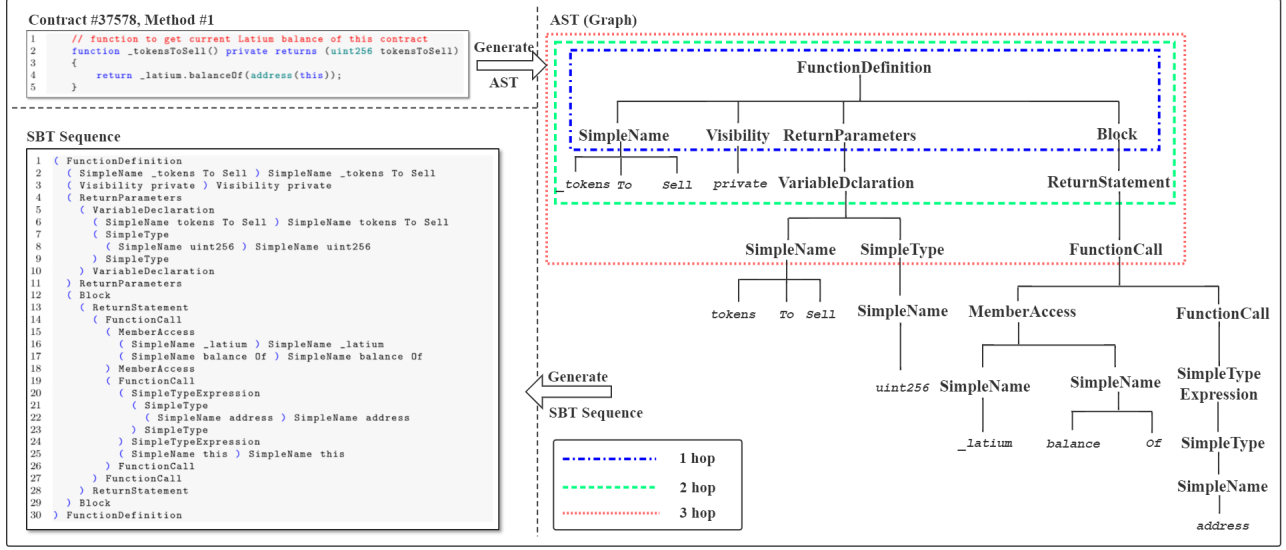 Contract #37578, Method #1
1 // function to get current Latium balance of this contract
2 function _tokensToSell() private returns (uint256 tokensToSell)
3 {
4 return _latium.balanceOf(address(this));
5 }
Generate
AST
SBT Sequence
1 ( FunctionDefinition
2 ( SimpleName _tokens To Sell ) SimpleName _tokens To Sell
3 ( Visibility private ) Visibility private
4 ( ReturnParameters
5 ( VariableDeclaration
6 ( SimpleName tokens To Sell ) SimpleName tokens To Sell
7 ( SimpleType
8 ( SimpleName uint256 ) SimpleName uint256
9 ) SimpleType
10 ) VariableDeclaration
11 ) ReturnParameters
12 ( Block
13 ( ReturnStatement
14 ( FunctionCall
15 ( MemberAccess
16 ( SimpleName _latium ) SimpleName _latium
17 ( SimpleName balance Of ) SimpleName balance Of
18 ) MemberAccess
19 ( FunctionCall
20 ( SimpleTypeExpression
21 ( SimpleType
22 ( SimpleName address ) SimpleName address
23 ) SimpleType
24 ) SimpleTypeExpression
25 ( SimpleName this ) SimpleName this
26 ) FunctionCall
27 ) FunctionCall
28 ) ReturnStatement
29 ) Block
30 ) FunctionDefinition
AST (Graph)
FunctionDefinition
SimpleName Visibility ReturnParameters Block
_tokens To Sell private VariableDclaration ReturnStatement
SimpleName SimpleType FunctionCall
tokens To Sell SimpleName MemberAccess FunctionCall
uint256 SimpleName SimpleName SimpleType
Expression
_latium balance Of SimpleType
SimpleName
address
Generate
SBT Sequence
1 hop
2 hop
3 hop